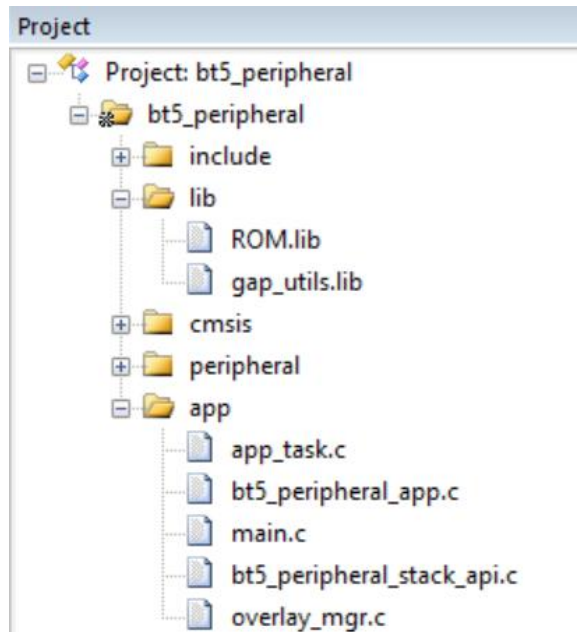 Project
Project: bt5_peripheral
bt5_peripheral
include
lib
ROM.lib
gap_utils.lib
cmsis
peripheral
app
app_task.c
bt5_peripheral_app.c
main.c
bt5_peripheral_stack_api.c
overlay_mgr.c